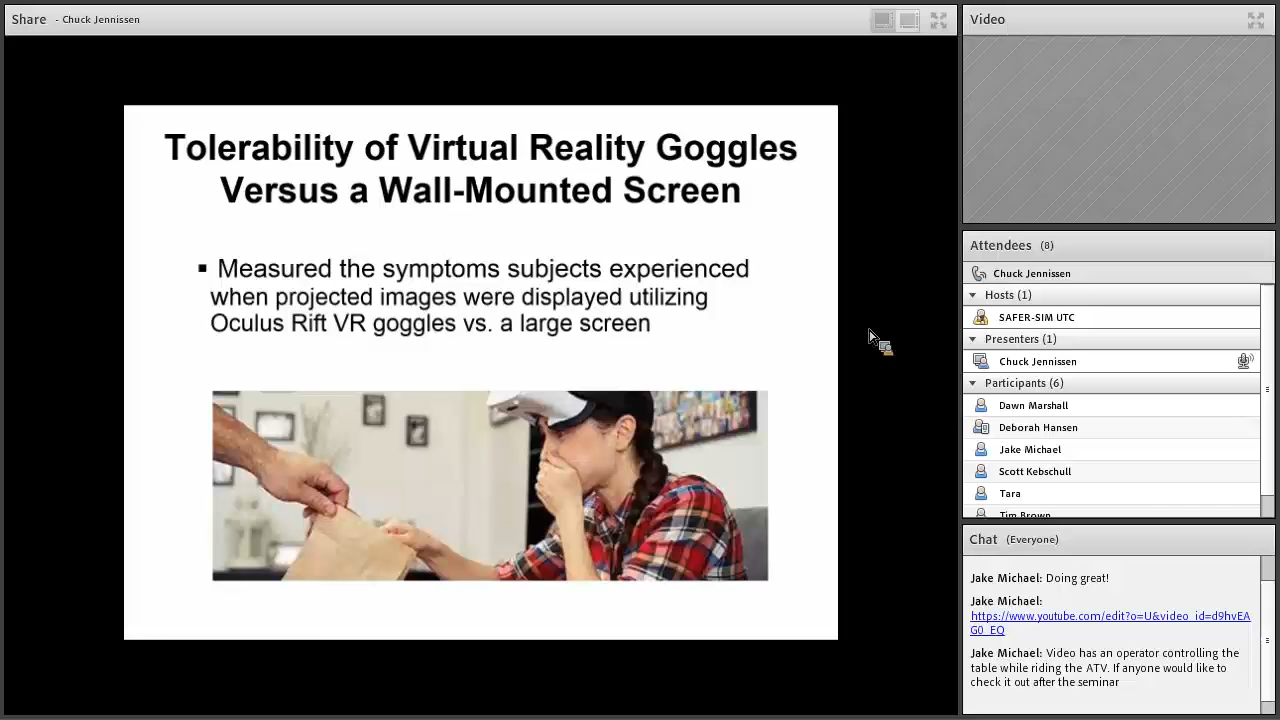 Share - Chuck Jennissen
Tolerability of Virtual Reality Goggles
Versus a Wall-Mounted Screen
▪ Measured the symptoms subjects experienced
when projected images were displayed utilizing
Oculus Rift VR goggles vs. a large screen
Video
Attendees (8)
Chuck Jennissen
Hosts (1)
SAFER-SIM UTC
Presenters (1)
Chuck Jennissen
Participants (6)
Dawn Marshall
Deborah Hansen
Jake Michael
Scott Kebschull
Tara
Tim Brown
Chat (Everyone)
Jake Michael: Doing great!
Jake Michael:
https://www.youtube.com/edit?o=U&video_id=d9hvEA
G0_EQ
Jake Michael: Video has an operator controlling the
table while riding the ATV. If anyone would like to
check it out after the seminar